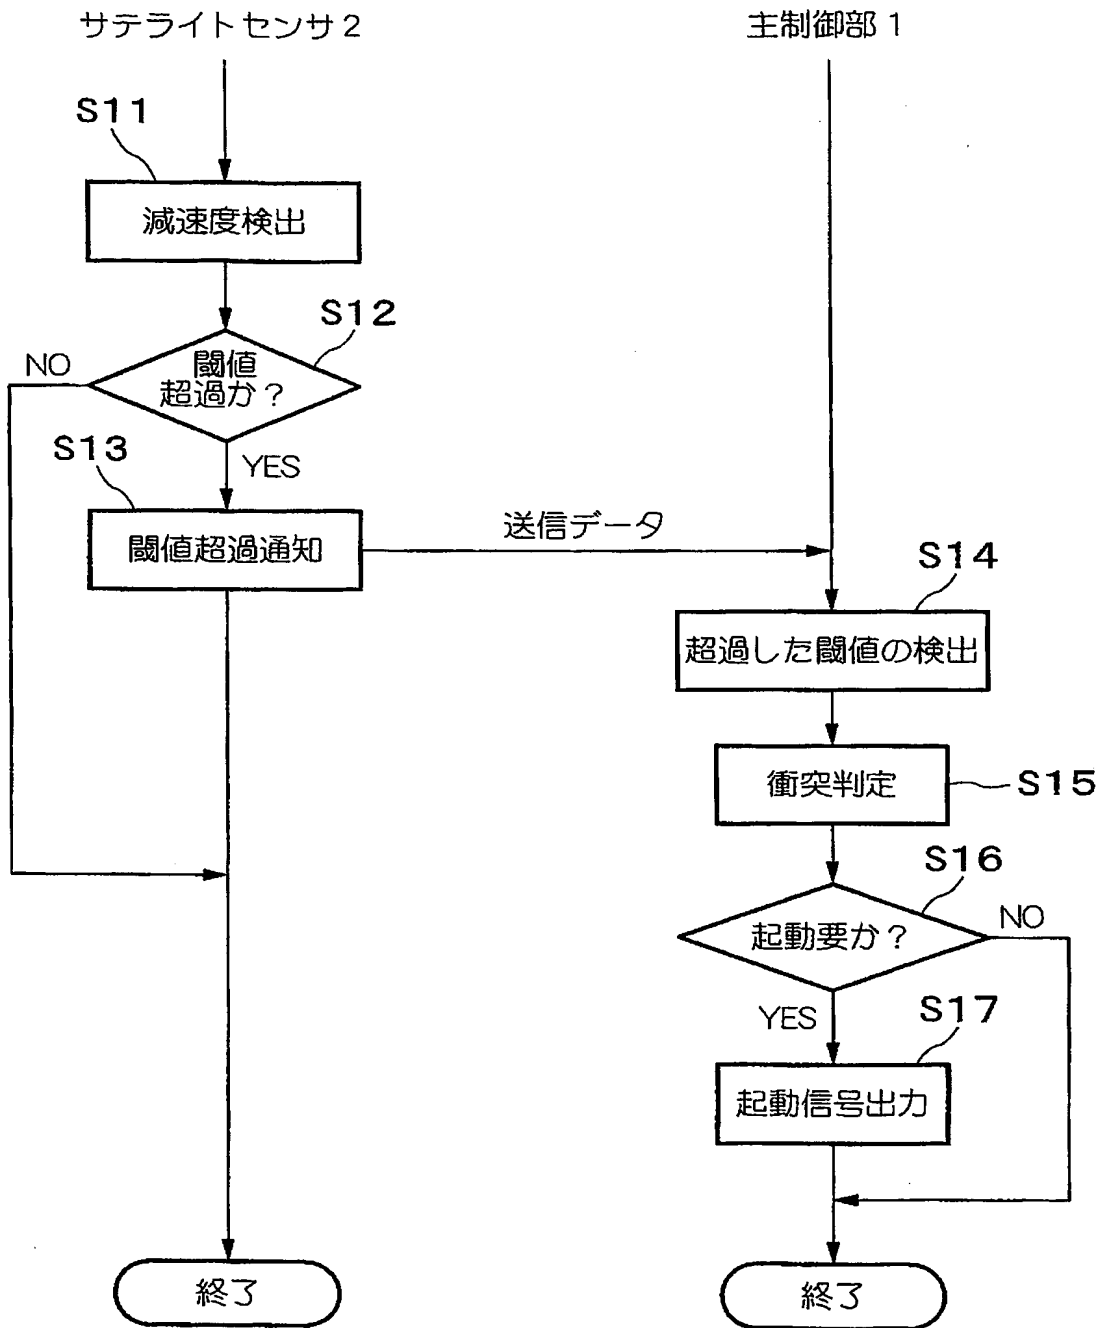 サテライトセンサ2
主制御部1
S11
減速度検出
S12
閾値
超過か?
NO
YES
S13
閾値超過通知
送信データ
S14
超過した閾値の検出
衝突判定
S15
S16
起動要か?
NO
YES
S17
起動信号出力
終了
終了